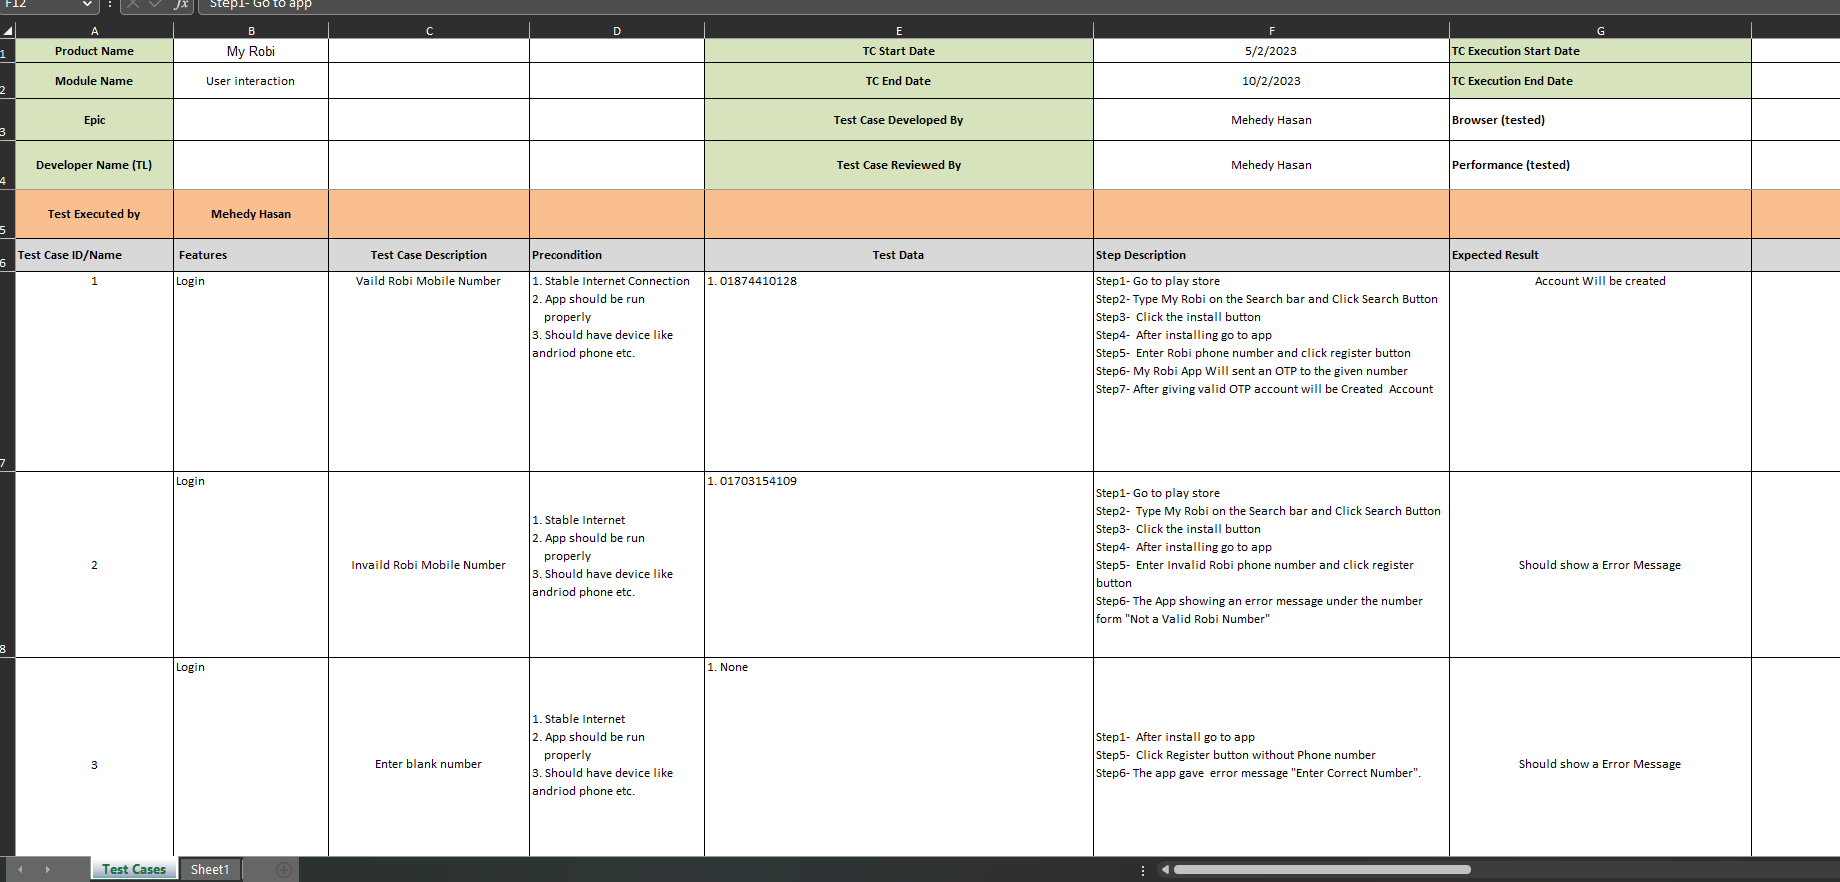 F12 Step1- Go to app
A B C D E F G
1 Product Name My Robi TC Start Date 5/2/2023 TC Execution Start Date
2 Module Name User interaction TC End Date 10/2/2023 TC Execution End Date
3 Epic Test Case Developed By Mehedy Hasan Browser (tested)
4 Developer Name (TL) Test Case Reviewed By Mehedy Hasan Performance (tested)
5 Test Executed by Mehedy Hasan
6 Test Case ID/Name Features Test Case Description Precondition Test Data Step Description Expected Result
7
1
Login
Vaild Robi Mobile Number
1. Stable Internet Connection
2. App should be run
properly
3. Should have device like
andriod phone etc.
1. 01874410128
Step1- Go to play store
Step2- Type My Robi on the Search bar and Click Search Button
Step3- Click the install button
Step4- After installing go to app
Step5- Enter Robi phone number and click register button
Step6- My Robi App Will sent an OTP to the given number
Step7- After giving valid OTP account will be Created Account
Account Will be created
8
2
Login
Invaild Robi Mobile Number
1. Stable Internet
2. App should be run
properly
3. Should have device like
andriod phone etc.
1. 01703154109
Step1- Go to play store
Step2- Type My Robi on the Search bar and Click Search Button
Step3- Click the install button
Step4- After installing go to app
Step5- Enter Invalid Robi phone number and click register
button
Step6- The App showing an error message under the number
form "Not a Valid Robi Number"
Should show a Error Message
3
Login
Enter blank number
1. Stable Internet
2. App should be run
properly
3. Should have device like
andriod phone etc.
1. None
Step1- After install go to app
Step5- Click Register button without Phone number
Step6- The app gave error message "Enter Correct Number".
Should show a Error Message
Test Cases Sheet1